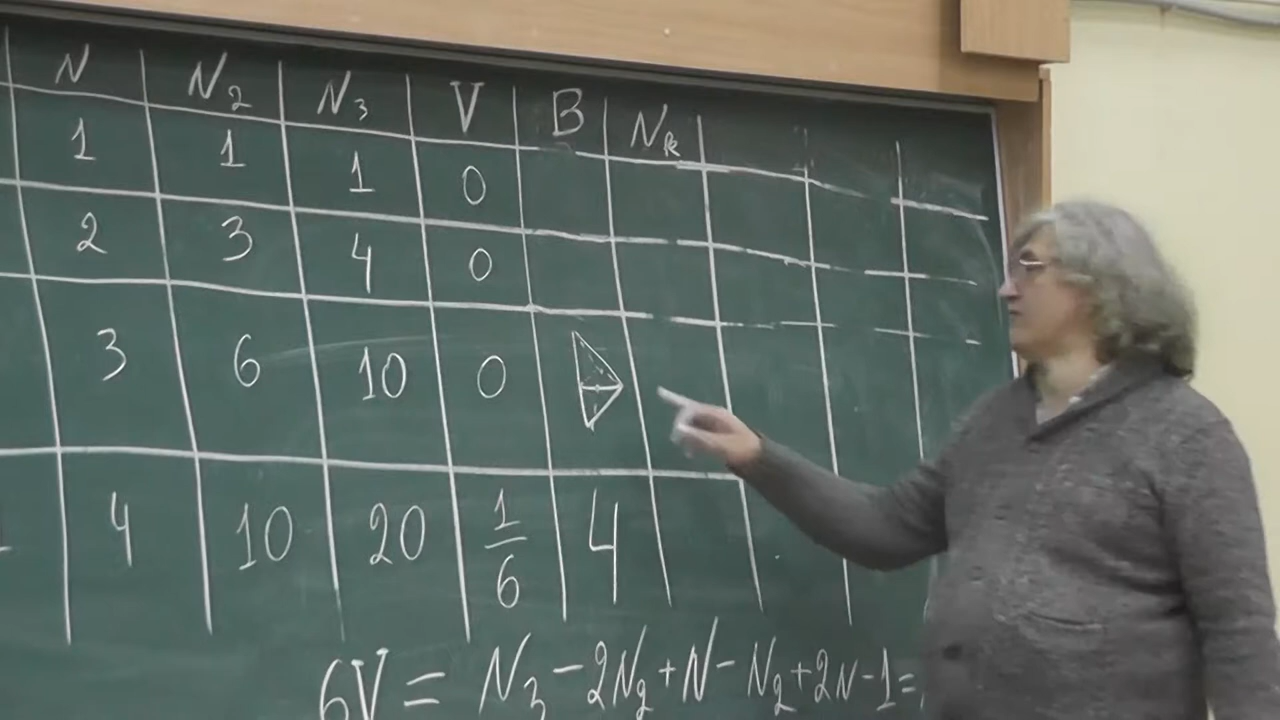 N N₂ N₃ V B Nₖ
1 1 1 0
2 3 4 0
3 6 10 0
4 10 20 1/6 4
6V = N₃ - 2N₂ + N - N₂ + 2N - 1 =